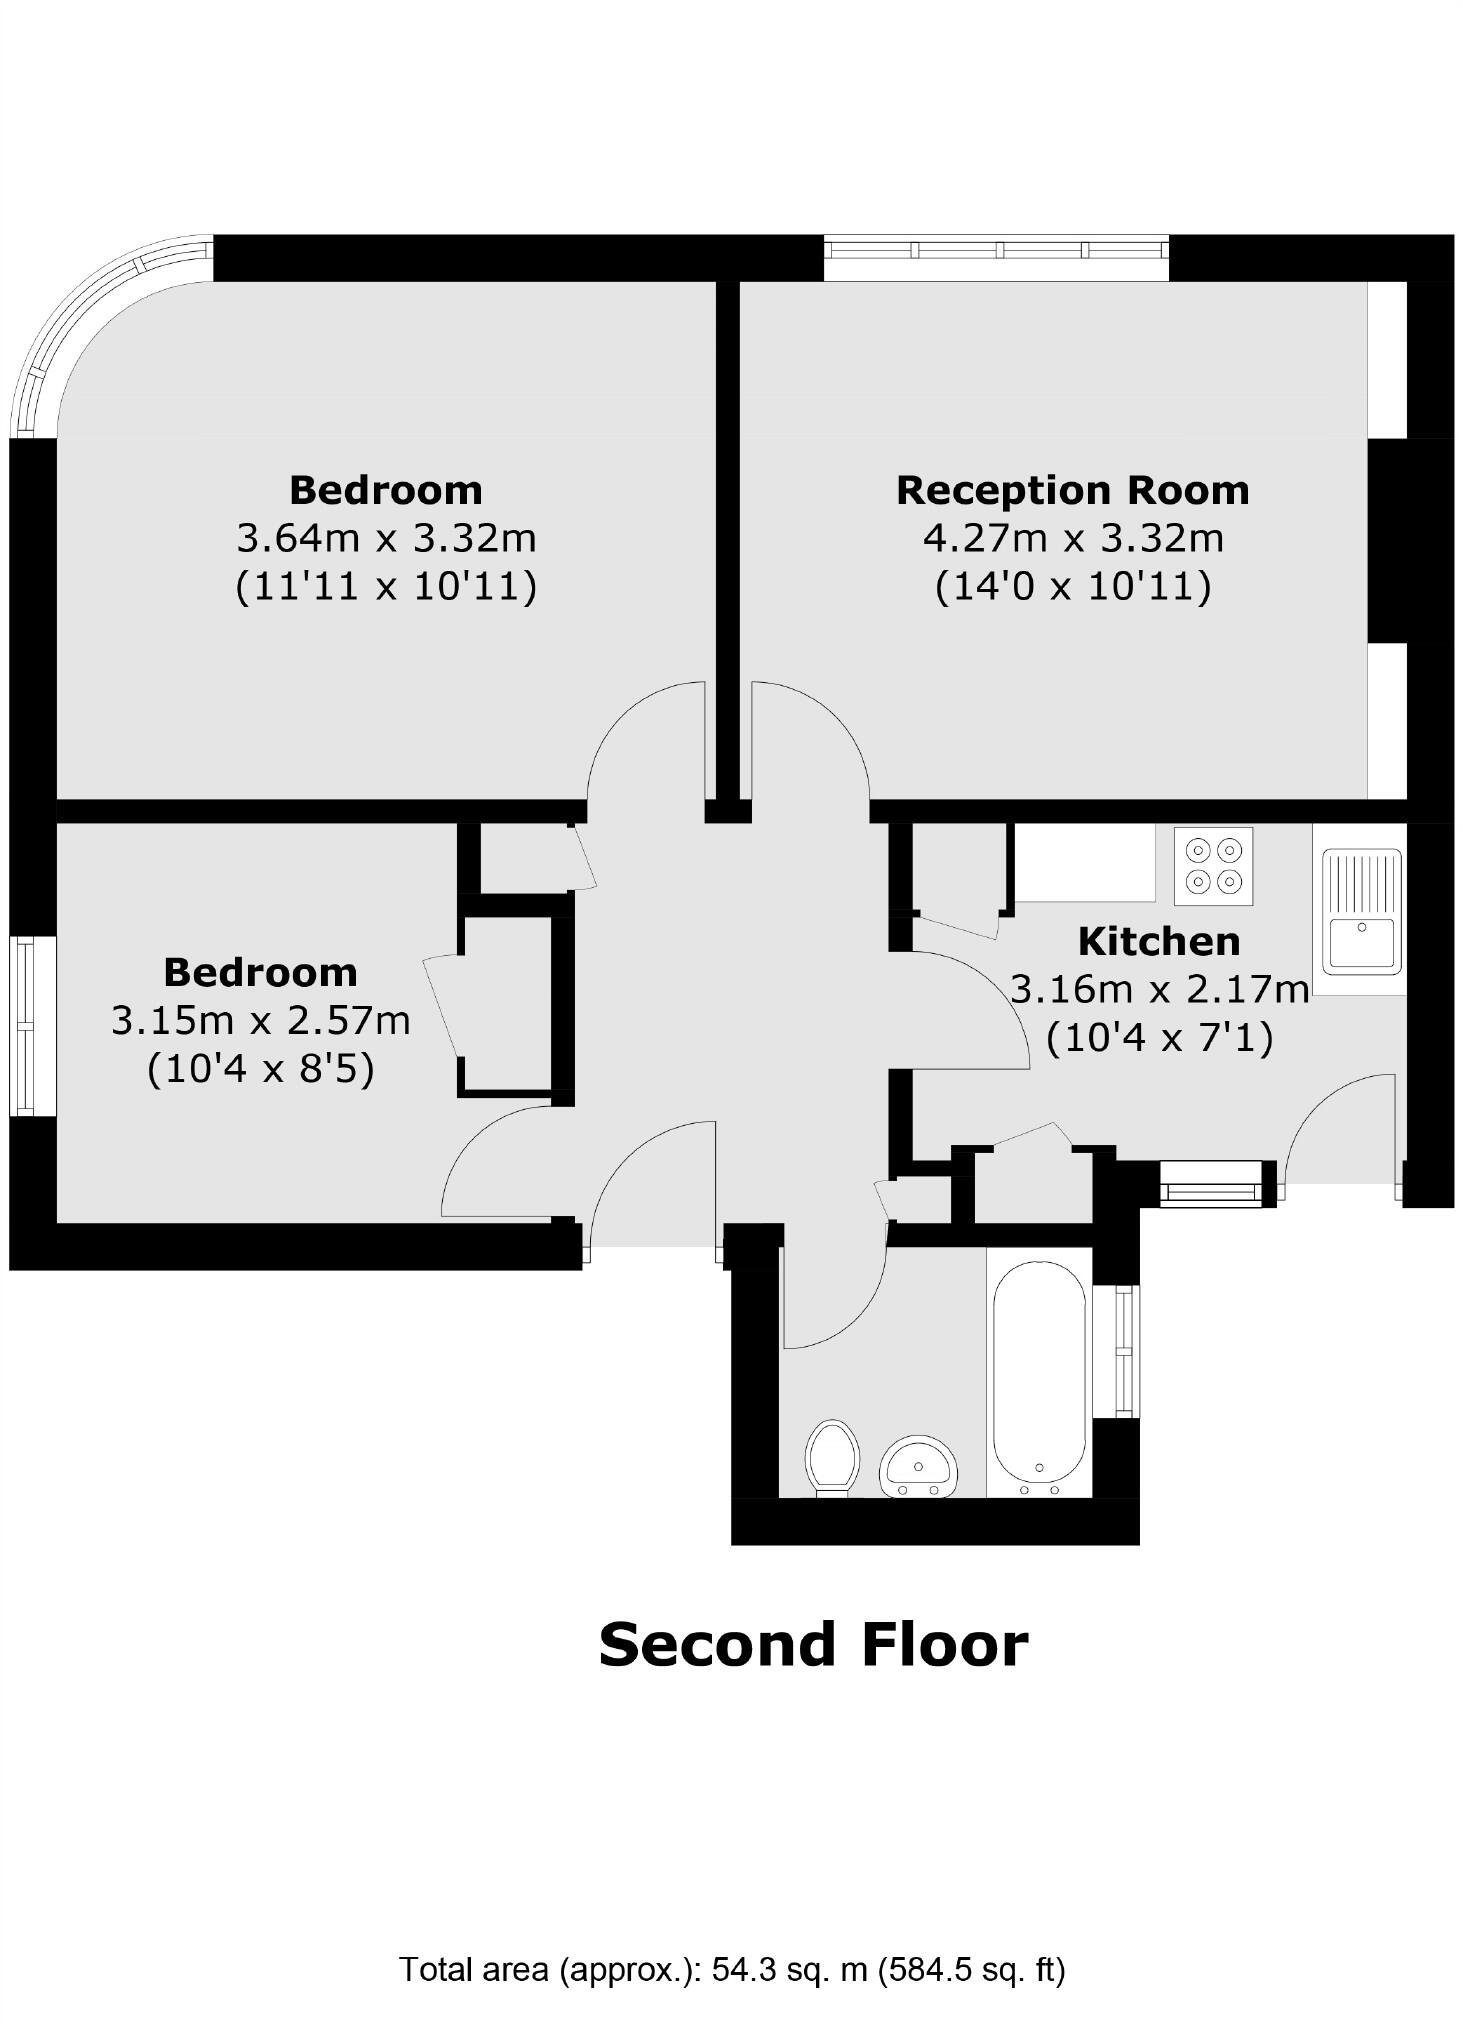 Bedroom
3.64m x 3.32m
(11'11 x 10'11)
Reception Room
4.27m x 3.32m
(14'0 x 10'11)
Bedroom
3.15m x 2.57m
(10'4 x 8'5)
Kitchen
3.16m x 2.17m
(10'4 x 7'1)
Second Floor
Total area (approx.): 54.3 sq. m (584.5 sq. ft)